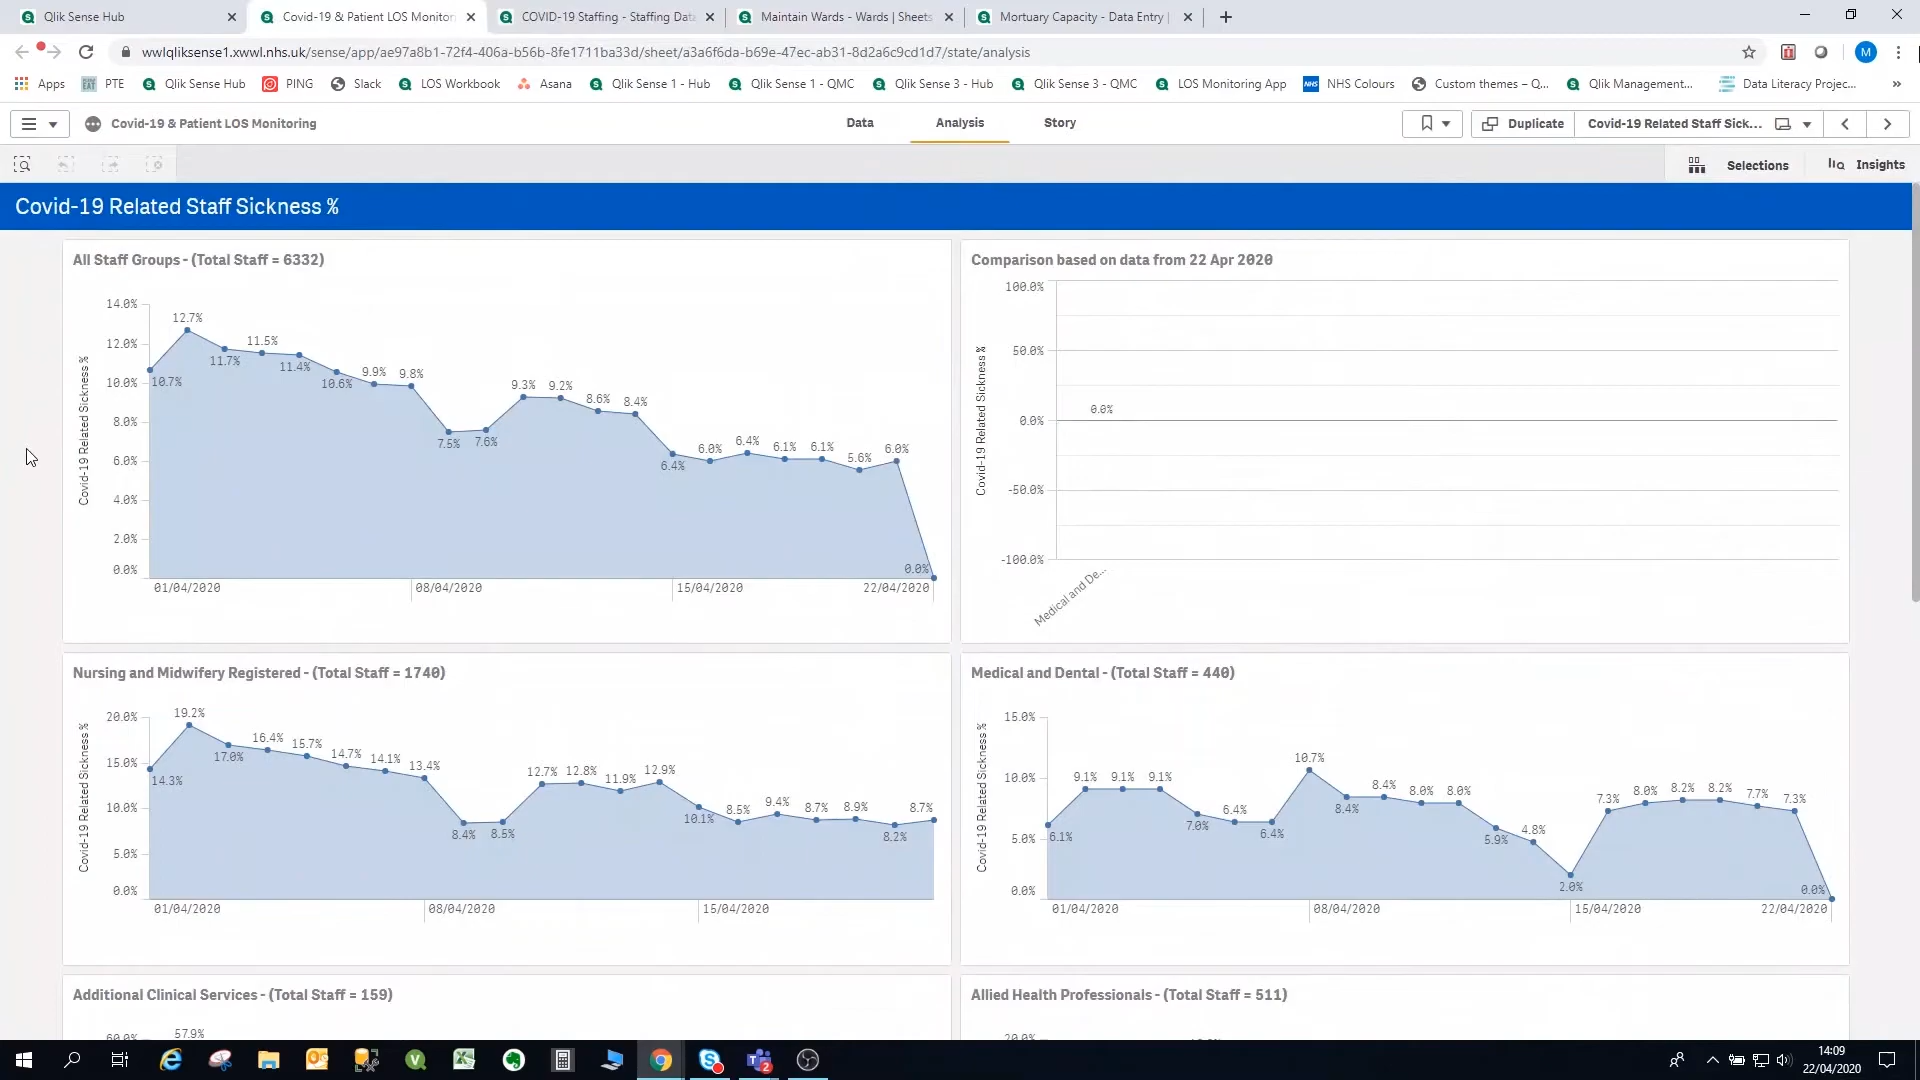 Qlik Sense Hub
Covid-19 & Patient LOS Monitor
COVID-19 Staffing - Staffing Data
Maintain Wards - Wards | Sheets
Mortuary Capacity - Data Entry |
wwlqliksense1.xwwl.nhs.uk/sense/app/ae97a8b1-72f4-406a-b56b-8fe1711ba33d/sheet/a3a6f6da-b69e-47ec-ab31-8d2a6c9cd1d7/state/analysis
M
Apps
PTE
Qlik Sense Hub
PING
Slack
LOS Workbook
Asana
Qlik Sense 1 - Hub
Qlik Sense 1 - QMC
Qlik Sense 3 - Hub
Qlik Sense 3 - QMC
LOS Monitoring App
NHS Colours
Custom themes – Q...
Qlik Management...
Data Literacy Projec...
»
Covid-19 & Patient LOS Monitoring
Data
Analysis
Story
Duplicate
Covid-19 Related Staff Sick...
Selections
Insights
Covid-19 Related Staff Sickness %
All Staff Groups - (Total Staff = 6332)
Covid-19 Related Sickness %
14.0%
12.0%
10.0%
8.0%
6.0%
4.0%
2.0%
0.0%
10.7%
12.7%
11.7%
11.5%
11.4%
10.6%
9.9%
9.8%
7.5%
7.6%
9.3%
9.2%
8.6%
8.4%
6.4%
6.0%
6.4%
6.1%
6.1%
5.6%
6.0%
0.0%
01/04/2020
08/04/2020
15/04/2020
22/04/2020
Comparison based on data from 22 Apr 2020
Covid-19 Related Sickness %
100.0%
50.0%
0.0%
-50.0%
-100.0%
0.0%
Medical and De...
Nursing and Midwifery Registered - (Total Staff = 1740)
Covid-19 Related Sickness %
20.0%
15.0%
10.0%
5.0%
0.0%
14.3%
19.2%
17.0%
16.4%
15.7%
14.7%
14.1%
13.4%
8.4%
8.5%
12.7%
12.8%
11.9%
12.9%
10.1%
8.5%
9.4%
8.7%
8.9%
8.2%
8.7%
01/04/2020
08/04/2020
15/04/2020
Medical and Dental - (Total Staff = 440)
Covid-19 Related Sickness %
15.0%
10.0%
5.0%
0.0%
6.1%
9.1%
9.1%
9.1%
7.0%
6.4%
6.4%
10.7%
8.4%
8.4%
8.0%
8.0%
5.9%
4.8%
2.0%
7.3%
8.0%
8.2%
8.2%
7.7%
7.3%
0.0%
01/04/2020
08/04/2020
15/04/2020
22/04/2020
Additional Clinical Services - (Total Staff = 159)
60.0%
57.9%
Allied Health Professionals - (Total Staff = 511)
20.0%
14:09
22/04/2020